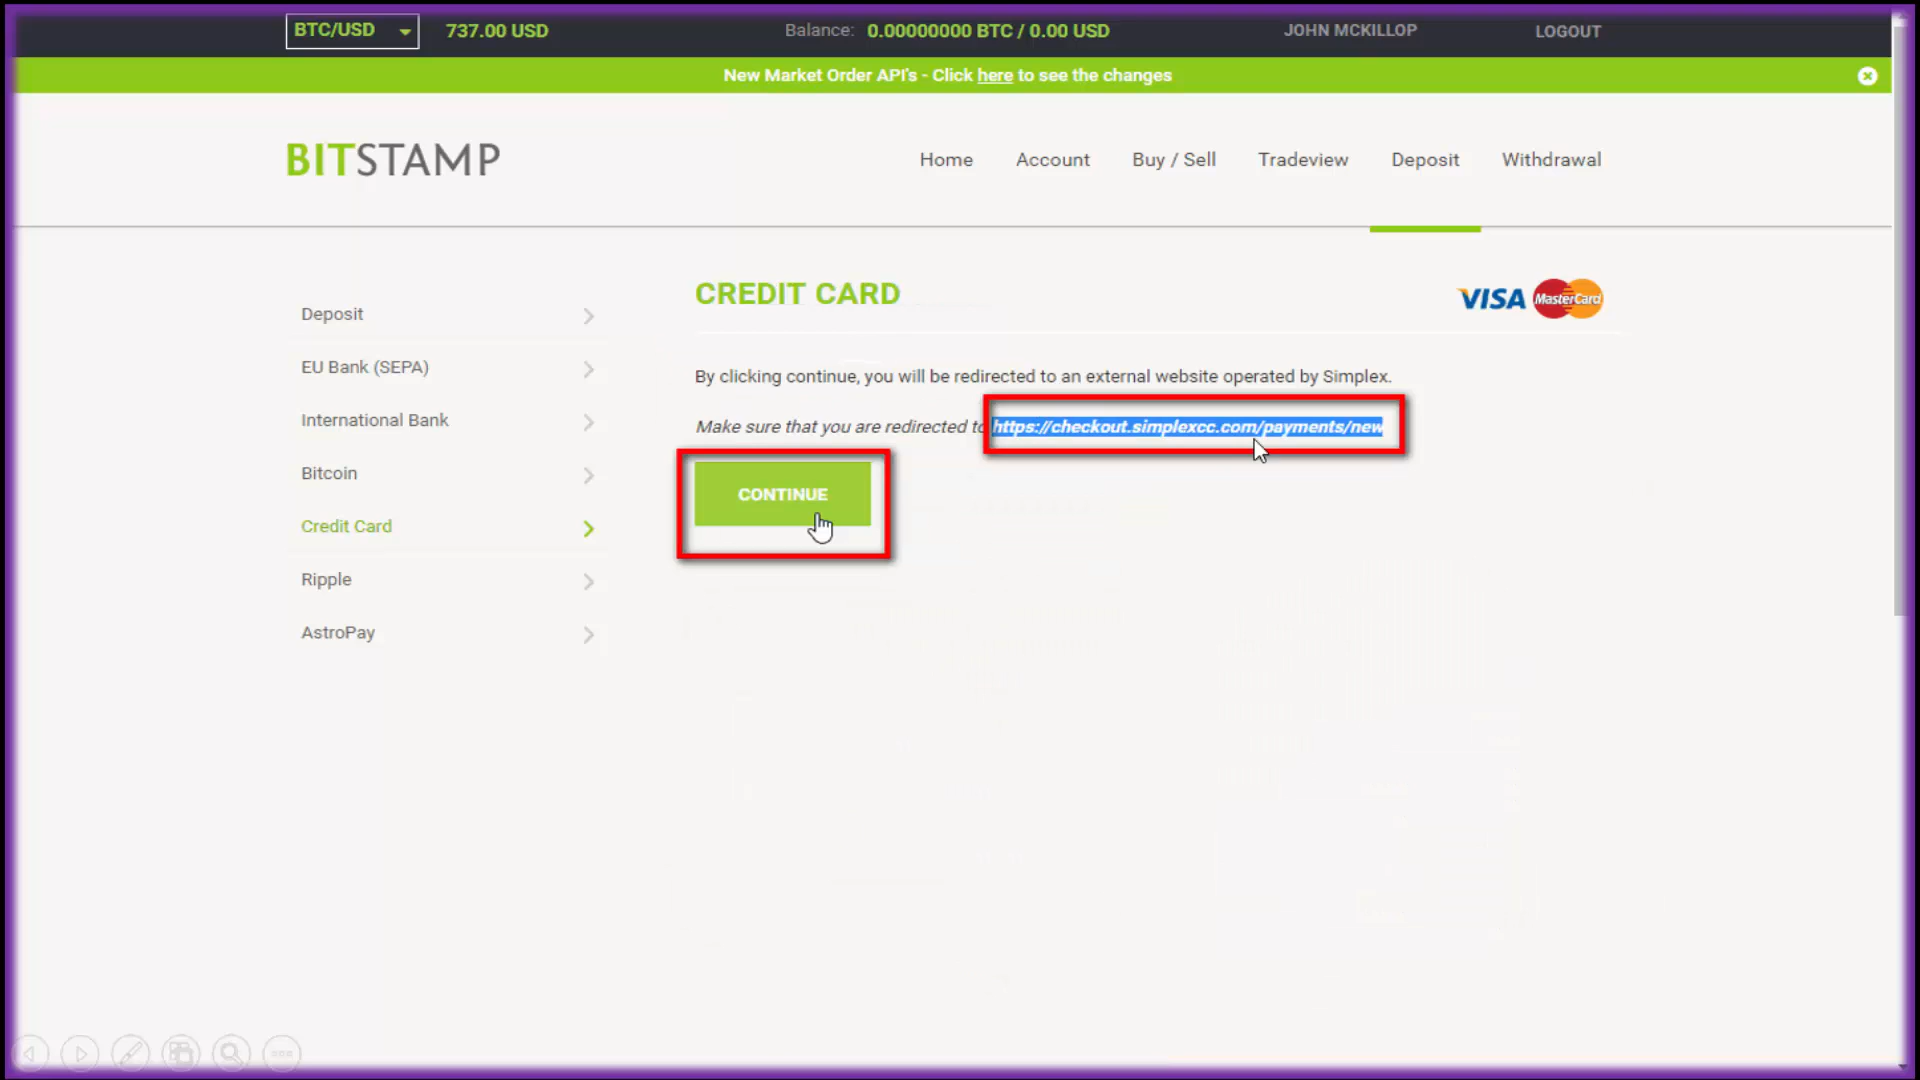 BTC/USD 737.00 USD Balance: 0.00000000 BTC / 0.00 USD JOHN MCKILLOP LOGOUT
New Market Order API's - Click here to see the changes
BITSTAMP Home Account Buy / Sell Tradeview Deposit Withdrawal
Deposit
EU Bank (SEPA)
International Bank
Bitcoin
Credit Card
Ripple
AstroPay
CREDIT CARD
VISA MasterCard
By clicking continue, you will be redirected to an external website operated by Simplex.
Make sure that you are redirected to https://checkout.simplexcc.com/payments/new
CONTINUE